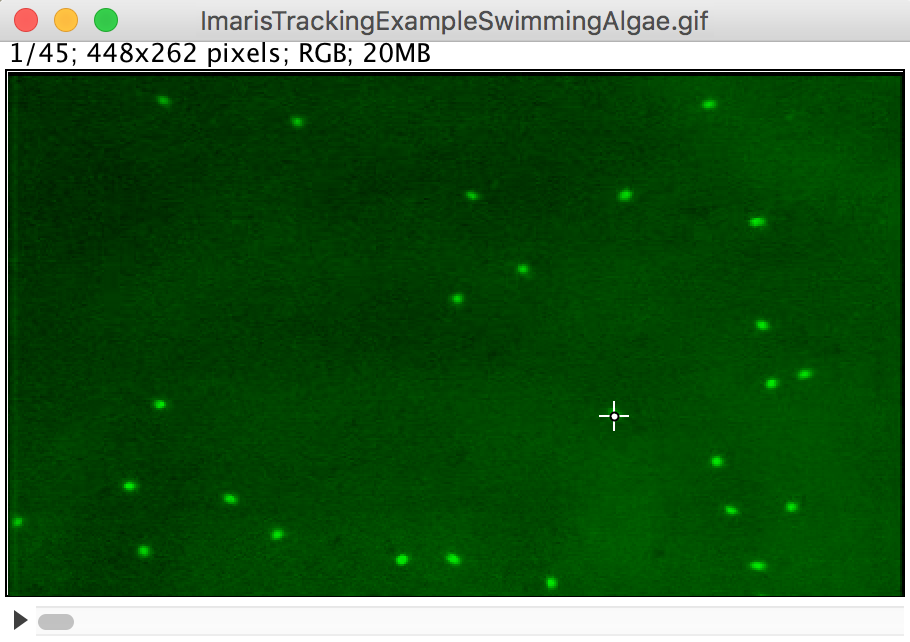 ImarisTrackingExampleSwimmingAlgae.gif
1/45; 448x262 pixels; RGB; 20MB